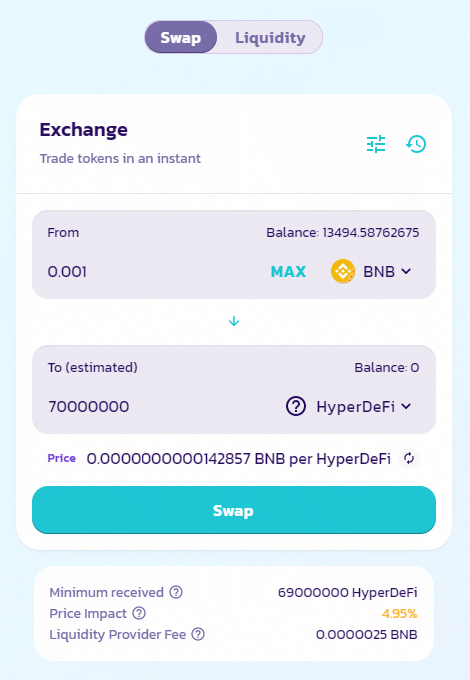 Swap Liquidity
Exchange
Trade tokens in an instant
From Balance: 13494.58762675
0.001 MAX BNB
To (estimated) Balance: 0
70000000 HyperDeFi
Price 0.0000000000142857 BNB per HyperDeFi
Swap
Minimum received 69000000 HyperDeFi
Price Impact 4.95%
Liquidity Provider Fee 0.0000025 BNB